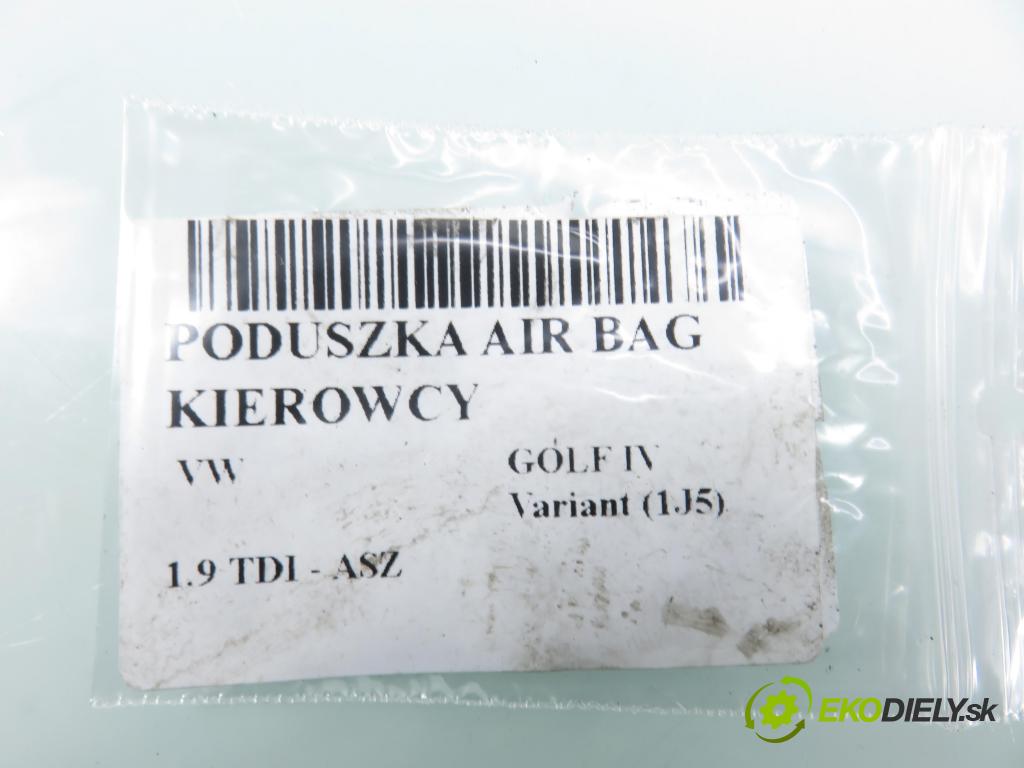 PODUSZKA AIR BAG
KIEROWCY
VW GOLF IV
Variant (1J5)
1.9 TDI - ASZ
EKODIELY.sk